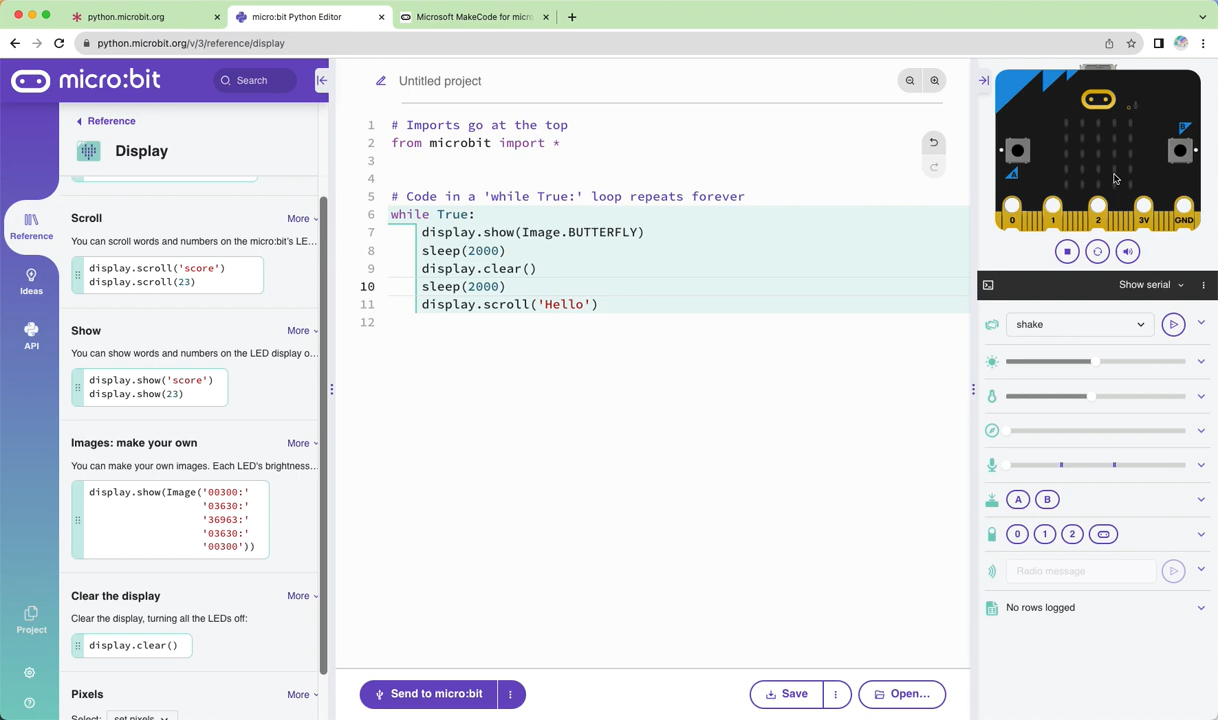 python.microbit.org
micro:bit Python Editor
Microsoft MakeCode for micro
python.microbit.org/v/3/reference/display
micro:bit
Search
Untitled project
Reference
Display
Reference
Ideas
API
Project
Scroll
More
You can scroll words and numbers on the micro:bit's LE...
display.scroll('score')
display.scroll(23)
Show
More
You can show words and numbers on the LED display o...
display.show('score')
display.show(23)
Images: make your own
More
You can make your own images. Each LED's brightness...
display.show(Image('00300:'
'03630:'
'36963:'
'03630:'
'00300'))
Clear the display
More
Clear the display, turning all the LEDs off:
display.clear()
Pixels
More
Select: set pixels
1 # Imports go at the top
2 from microbit import *
3
4
5 # Code in a 'while True:' loop repeats forever
6 while True:
7 display.show(Image.BUTTERFLY)
8 sleep(2000)
9 display.clear()
10 sleep(2000)
11 display.scroll('Hello')
12
Send to micro:bit
Save
Open...
A
B
0 1 2 3V GND
Show serial
shake
A B
0 1 2
Radio message
No rows logged